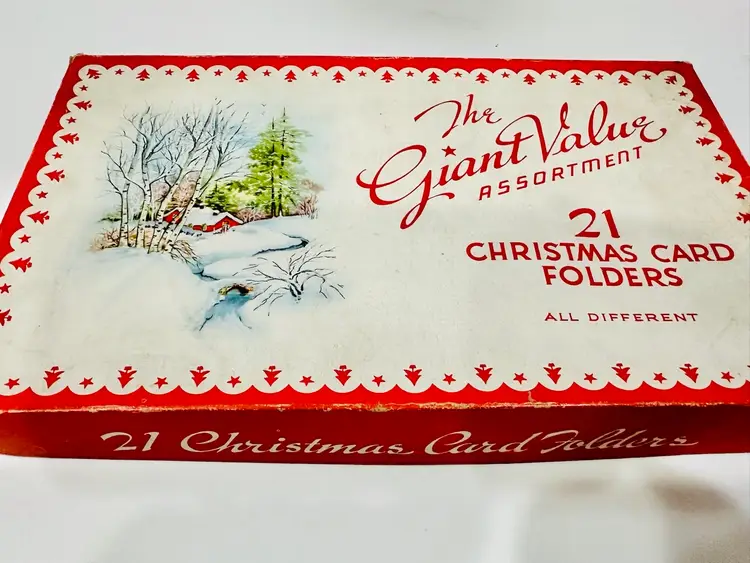 The
Giant Value
ASSORTMENT
21
CHRISTMAS CARD
FOLDERS
ALL DIFFERENT
21 Christmas Card Folders